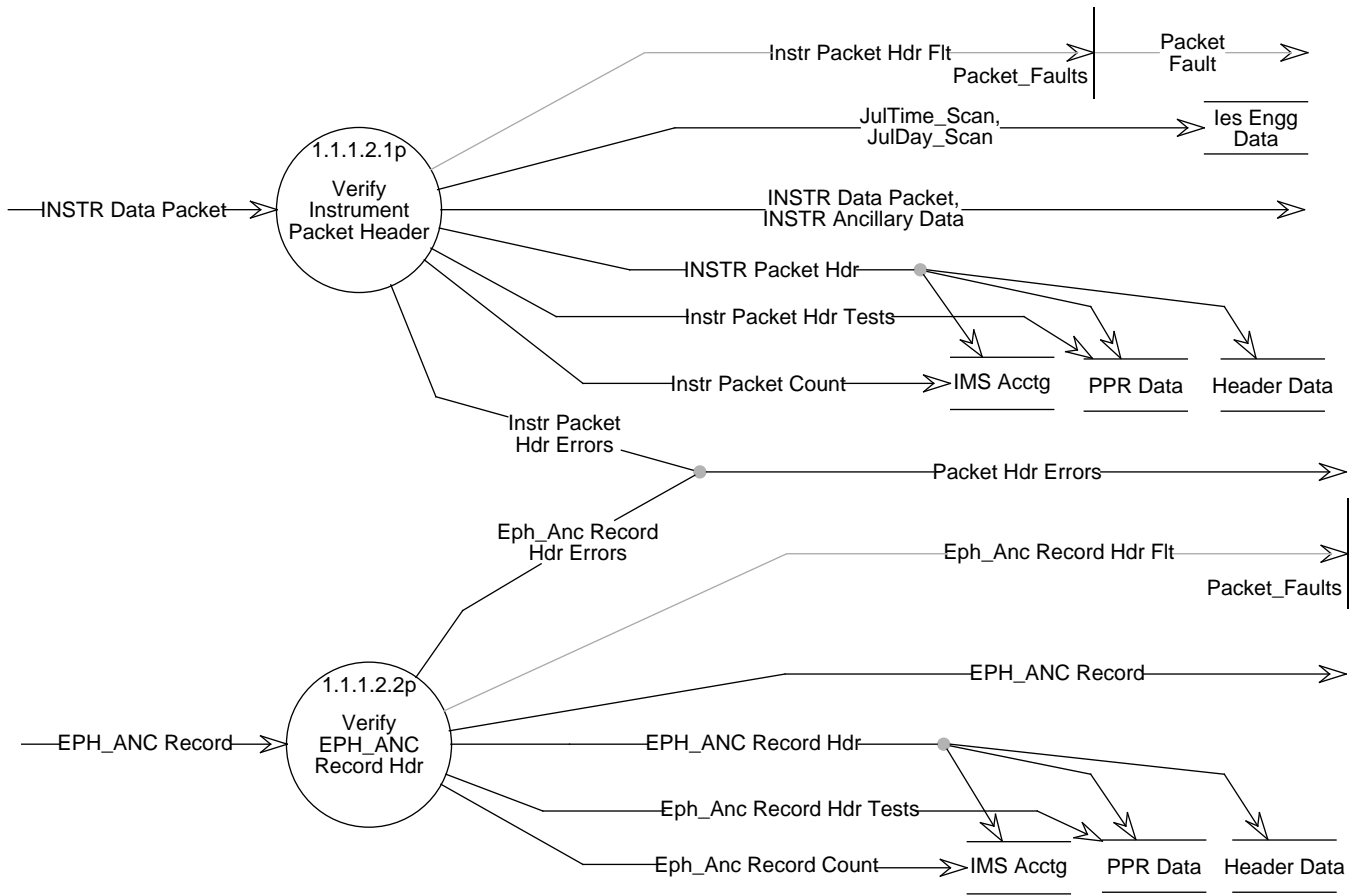 Instr Packet Hdr Flt
Packet_Faults
Packet
Fault
JulTime_Scan,
JulDay_Scan
Ies Engg
Data
1.1.1.2.1p
Verify
Instrument
Packet Header
INSTR Data Packet
INSTR Data Packet,
INSTR Ancillary Data
INSTR Packet Hdr
Instr Packet Hdr Tests
Instr Packet Count
IMS Acctg
PPR Data
Header Data
Instr Packet
Hdr Errors
Packet Hdr Errors
Eph_Anc Record
Hdr Errors
Eph_Anc Record Hdr Flt
Packet_Faults
1.1.1.2.2p
Verify
EPH_ANC
Record Hdr
EPH_ANC Record
EPH_ANC Record
EPH_ANC Record Hdr
Eph_Anc Record Hdr Tests
Eph_Anc Record Count
IMS Acctg
PPR Data
Header Data